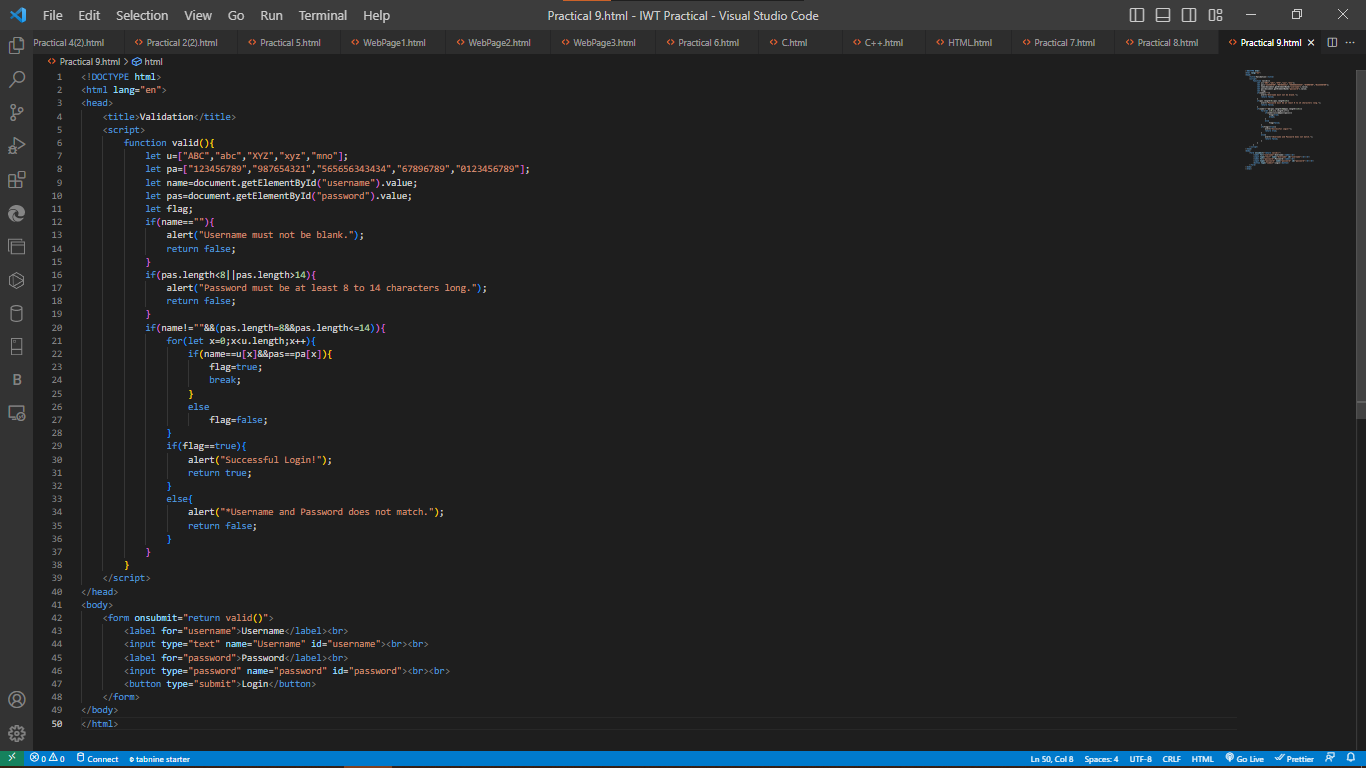 File Edit Selection View Go Run Terminal Help
Practical 9.html - IWT Practical - Visual Studio Code
Practical 4(2).html Practical 2(2).html Practical 5.html WebPage1.html WebPage2.html WebPage3.html Practical 6.html C.html C++.html HTML.html Practical 7.html Practical 8.html Practical 9.html
Practical 9.html > html
1 <!DOCTYPE html>
2 <html lang="en">
3 <head>
4 <title>Validation</title>
5 <script>
6 function valid(){
7 let u=["ABC","abc","XYZ","xyz","mno"];
8 let pa=["123456789","987654321","565656343434","67896789","0123456789"];
9 let name=document.getElementById("username").value;
10 let pas=document.getElementById("password").value;
11 let flag;
12 if(name==""){
13 alert("Username must not be blank.");
14 return false;
15 }
16 if(pas.length<8||pas.length>14){
17 alert("Password must be at least 8 to 14 characters long.");
18 return false;
19 }
20 if(name!=""&&(pas.length=8&&pas.length<=14)){
21 for(let x=0;x<u.length;x++){
22 if(name==u[x]&&pas==pa[x]){
23 flag=true;
24 break;
25 }
26 else
27 flag=false;
28 }
29 if(flag==true){
30 alert("Successful Login!");
31 return true;
32 }
33 else{
34 alert("*Username and Password does not match.");
35 return false;
36 }
37 }
38 }
39 </script>
40 </head>
41 <body>
42 <form onsubmit="return valid()">
43 <label for="username">Username</label><br>
44 <input type="text" name="Username" id="username"><br><br>
45 <label for="password">Password</label><br>
46 <input type="password" name="password" id="password"><br><br>
47 <button type="submit">Login</button>
48 </form>
49 </body>
50 </html>
0 0 Connect tabnine starter Ln 50, Col 8 Spaces: 4 UTF-8 CRLF HTML Go Live Prettier